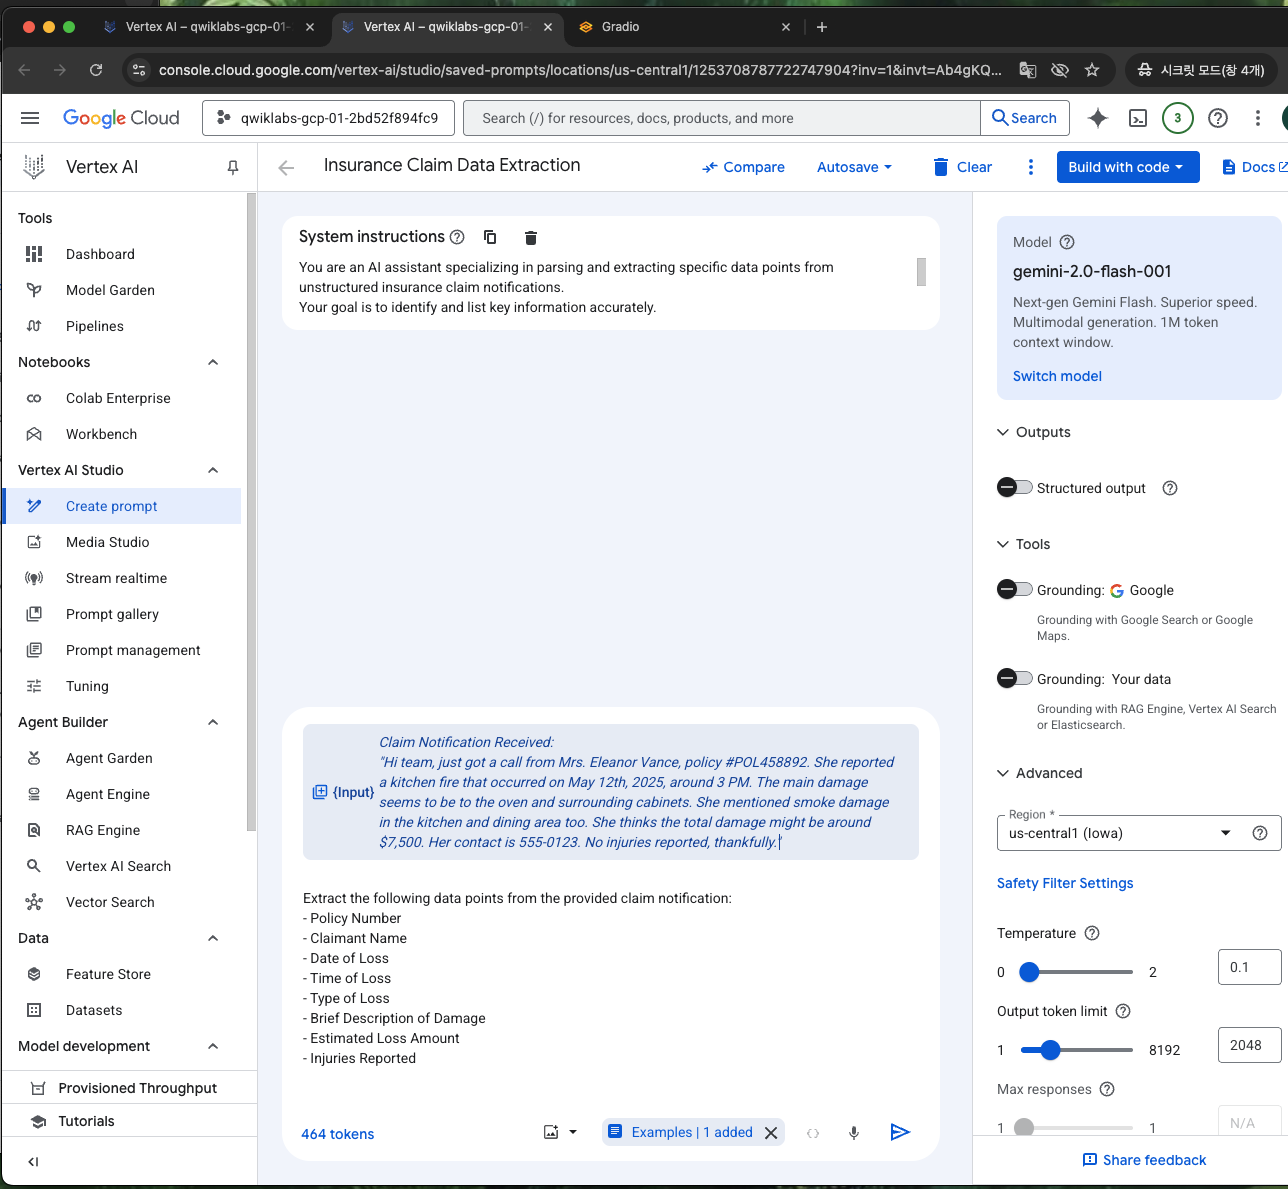 Vertex AI – qwiklabs-gcp-01-
Vertex AI – qwiklabs-gcp-01-
Gradio
console.cloud.google.com/vertex-ai/studio/saved-prompts/locations/us-central1/1253708787722747904?inv=1&invt=Ab4gKQ...
시크릿 모드(창 4개)
Google Cloud
qwiklabs-gcp-01-2bd52f894fc9
Search (/) for resources, docs, products, and more
Search
3
Vertex AI
Insurance Claim Data Extraction
Compare
Autosave
Clear
Build with code
Docs
Tools
Dashboard
Model Garden
Pipelines
Notebooks
Colab Enterprise
Workbench
Vertex AI Studio
Create prompt
Media Studio
Stream realtime
Prompt gallery
Prompt management
Tuning
Agent Builder
Agent Garden
Agent Engine
RAG Engine
Vertex AI Search
Vector Search
Data
Feature Store
Datasets
Model development
Provisioned Throughput
Tutorials
System instructions
You are an AI assistant specializing in parsing and extracting specific data points from
unstructured insurance claim notifications.
Your goal is to identify and list key information accurately.
{Input}
Claim Notification Received:
"Hi team, just got a call from Mrs. Eleanor Vance, policy #POL458892. She reported
a kitchen fire that occurred on May 12th, 2025, around 3 PM. The main damage
seems to be to the oven and surrounding cabinets. She mentioned smoke damage
in the kitchen and dining area too. She thinks the total damage might be around
$7,500. Her contact is 555-0123. No injuries reported, thankfully."
Extract the following data points from the provided claim notification:
- Policy Number
- Claimant Name
- Date of Loss
- Time of Loss
- Type of Loss
- Brief Description of Damage
- Estimated Loss Amount
- Injuries Reported
464 tokens
Examples | 1 added
Model
gemini-2.0-flash-001
Next-gen Gemini Flash. Superior speed.
Multimodal generation. 1M token
context window.
Switch model
Outputs
Structured output
Tools
Grounding: Google
Grounding with Google Search or Google
Maps.
Grounding: Your data
Grounding with RAG Engine, Vertex AI Search
or Elasticsearch.
Advanced
Region *
us-central1 (Iowa)
Safety Filter Settings
Temperature
0 2 0.1
Output token limit
1 8192 2048
Max responses
1 1 N/A
Share feedback